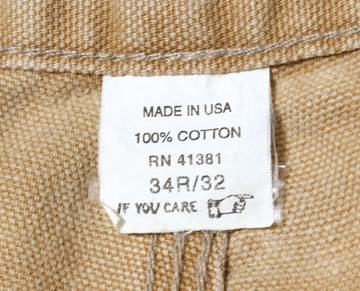 MADE IN USA
100% COTTON
RN 41381
34R/32
IF YOU CARE